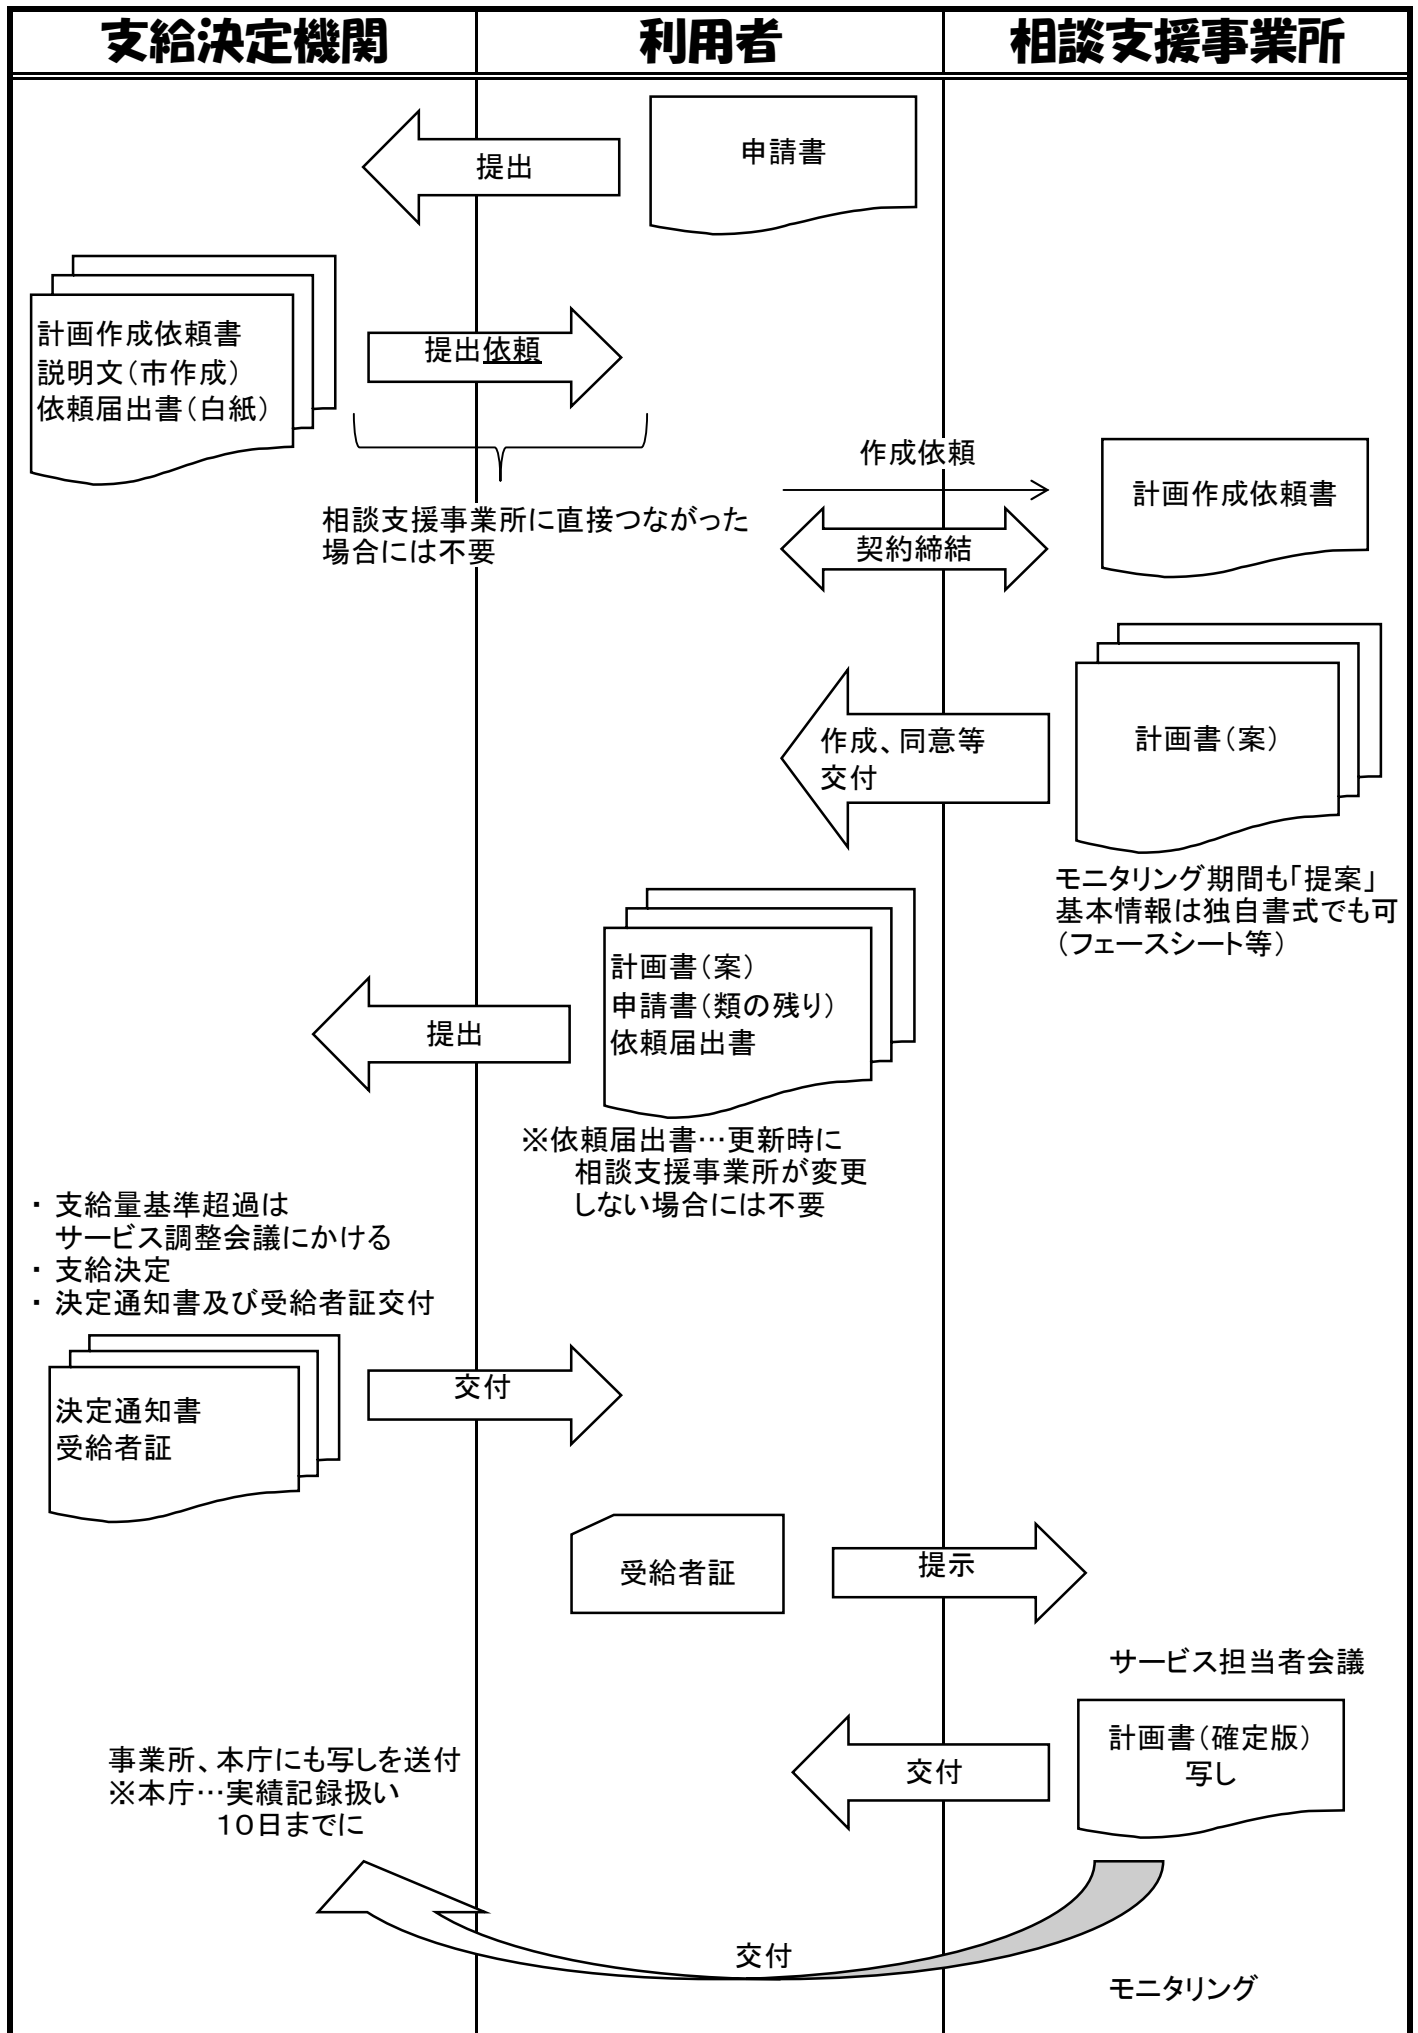 支給決定機関
利用者
相談支援事業所
申請書
提出
計画作成依頼書
説明文（市作成）
依頼届出書（白紙）
提出依頼
相談支援事業所に直接つながった
場合には不要
作成依頼
契約締結
計画作成依頼書
作成、同意等
交付
計画書（案）
モニタリング期間も「提案」
基本情報は独自書式でも可
（フェースシート等）
計画書（案）
申請書（類の残り）
依頼届出書
提出
※依頼届出書…更新時に
相談支援事業所が変更
しない場合には不要
・ 支給量基準超過は
サービス調整会議にかける
・ 支給決定
・ 決定通知書及び受給者証交付
決定通知書
受給者証
交付
受給者証
提示
サービス担当者会議
計画書（確定版）
写し
交付
事業所、本庁にも写しを送付
※本庁…実績記録扱い
１０日までに
交付
モニタリング